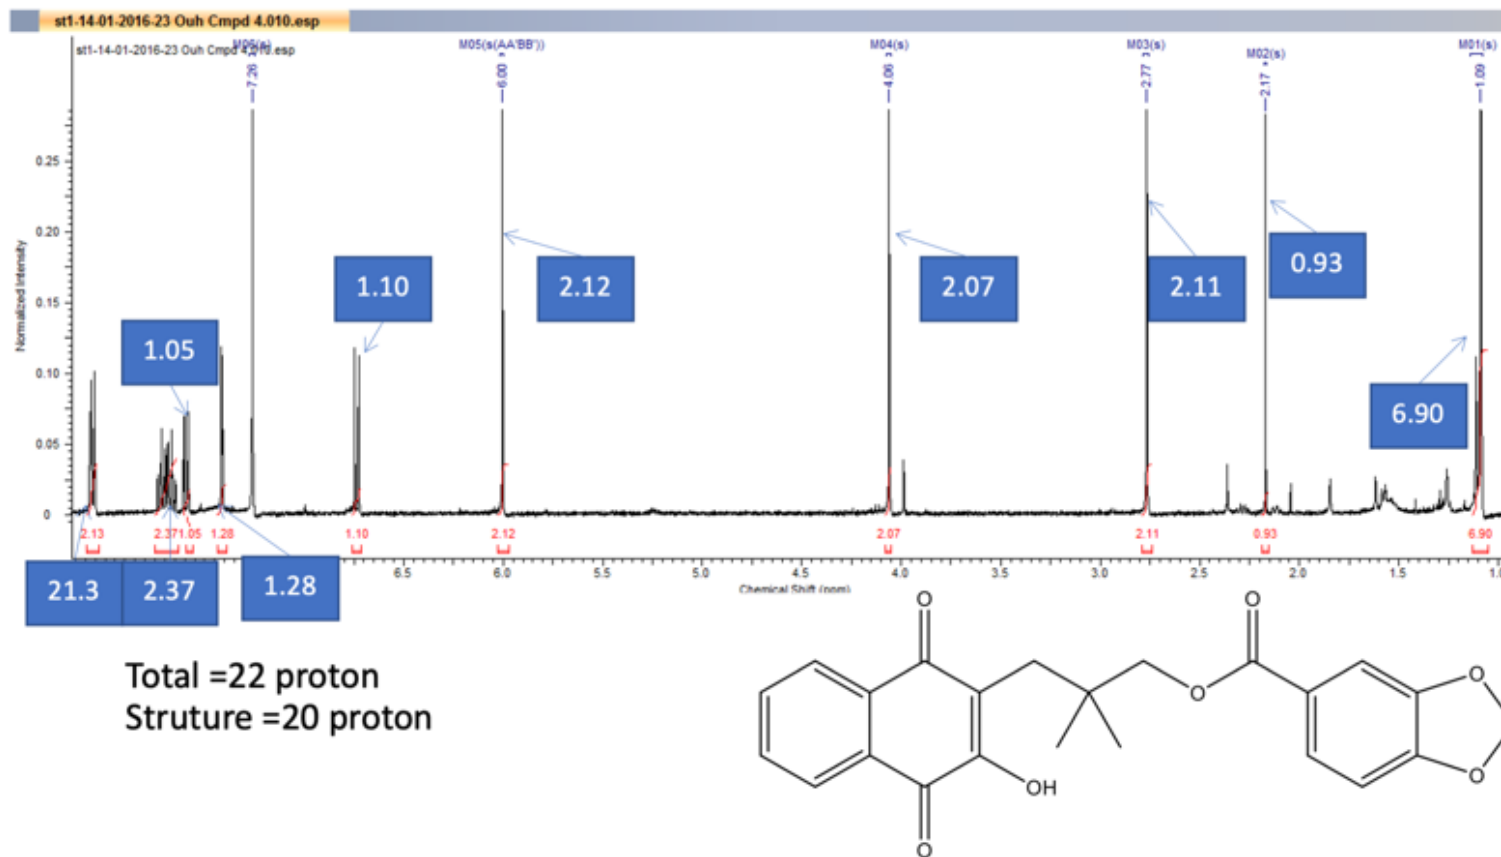 st1-14-01-2016-23 Ouh Cmpd 4.010.esp
st1-14-01-2016-23 Ouh Cmpd 4.010.esp
M06(s)
M05(s(AA'BB'))
M04(s)
M03(s)
M02(s)
M01(s)
7.26
6.00
4.06
2.77
2.17
1.09
Normalized Intensity
0.25
0.20
0.15
0.10
0.05
0
1.05
1.10
2.12
2.07
2.11
0.93
6.90
2.13
2.37
1.05
1.28
1.10
2.12
2.07
2.11
0.93
6.90
6.5
6.0
5.5
5.0
4.5
4.0
3.5
3.0
2.5
2.0
1.5
1.0
Chemical Shift (ppm)
21.3
2.37
1.28
Total =22 proton
Struture =20 proton
O
O
O
O
O
OH
O